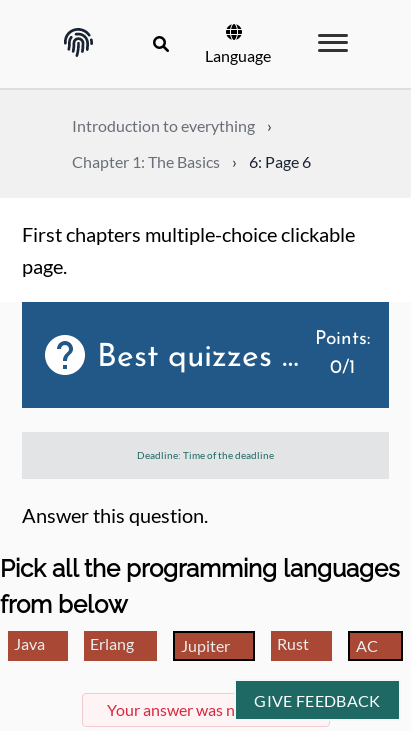 Language
Introduction to everything ›
Chapter 1: The Basics › 6: Page 6
First chapters multiple-choice clickable
page.
Best quizzes ...
Points:
0/1
Deadline: Time of the deadline
Answer this question.
Pick all the programming languages
from below
Java Erlang Jupiter Rust AC
Your answer was
GIVE FEEDBACK